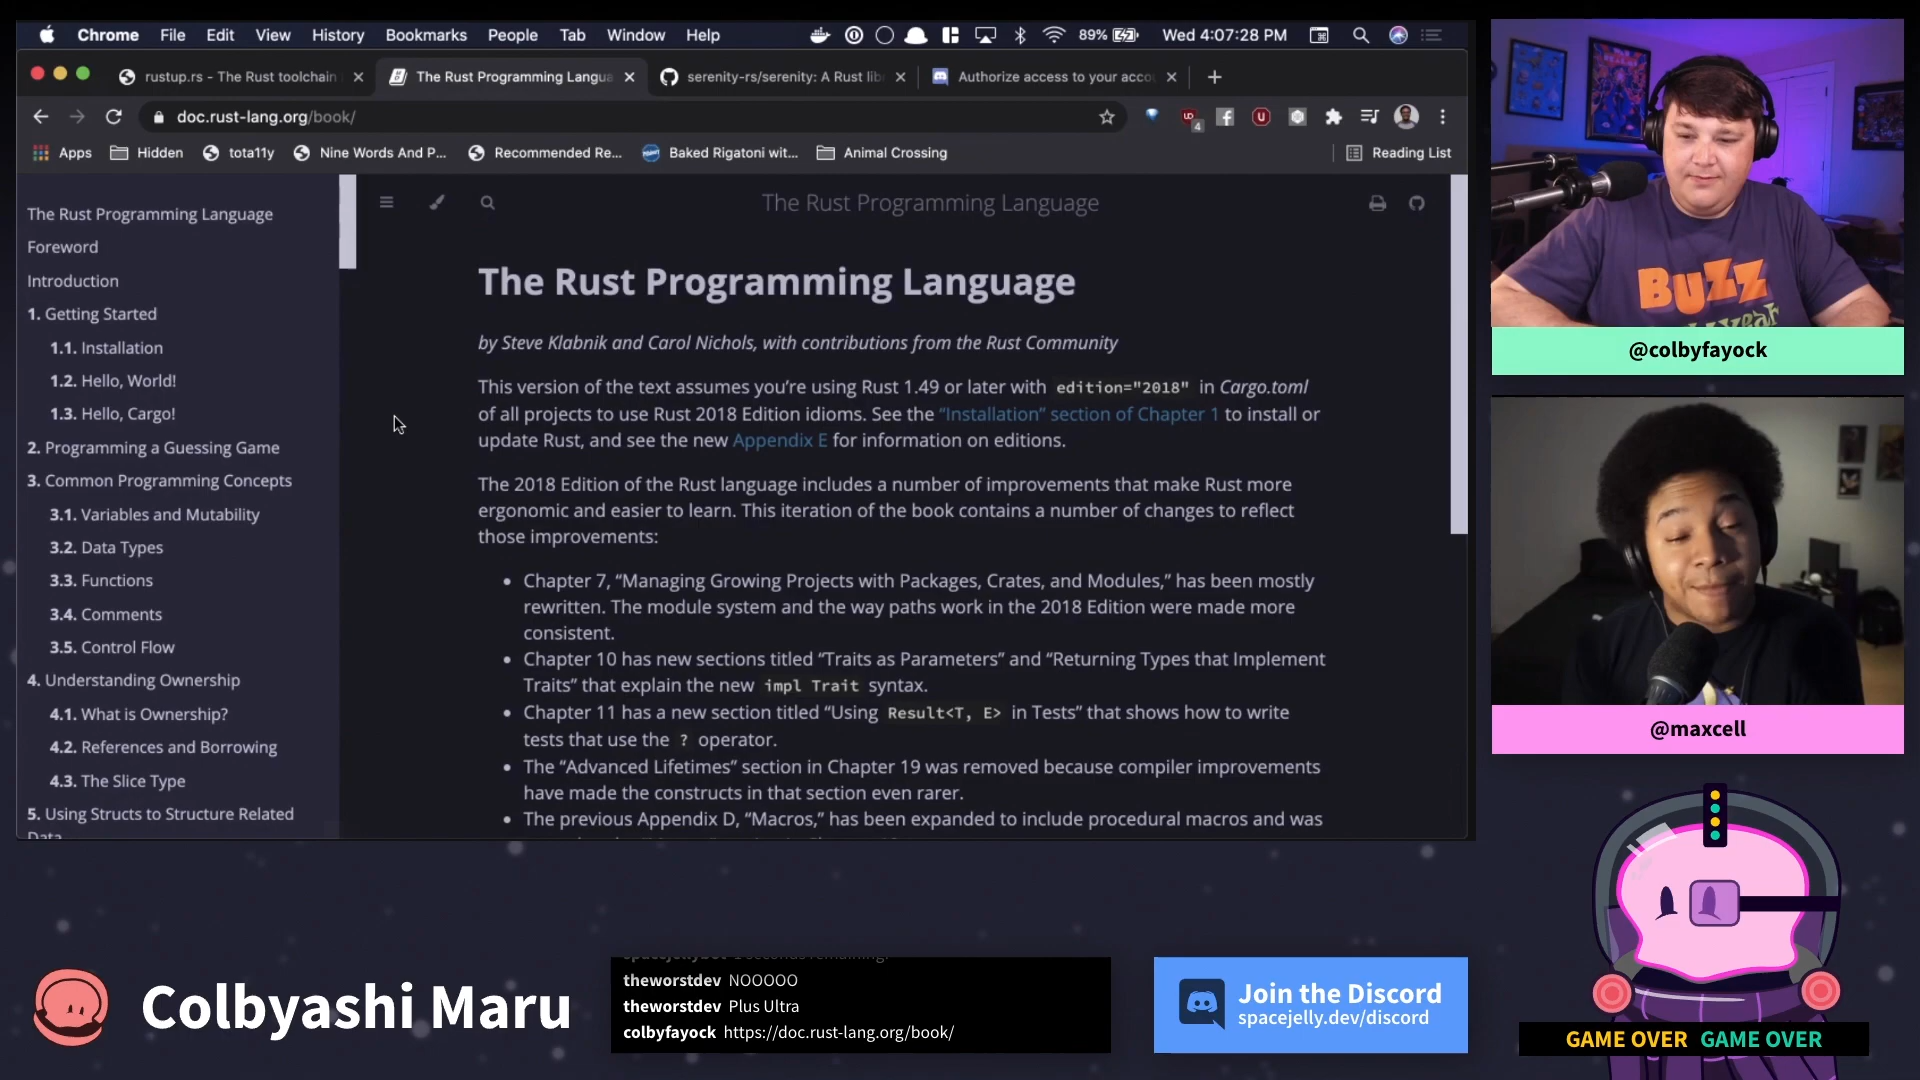 Chrome File Edit View History Bookmarks People Tab Window Help 89% Wed 4:07:28 PM
rustup.rs - The Rust toolchain
The Rust Programming Langua
serenity-rs/serenity: A Rust lib
Authorize access to your acco
doc.rust-lang.org/book/
4
Apps Hidden tota11y Nine Words And P... Recommended Re... Baked Rigatoni wit... Animal Crossing Reading List
The Rust Programming Language
Foreword
Introduction
1. Getting Started
1.1. Installation
1.2. Hello, World!
1.3. Hello, Cargo!
2. Programming a Guessing Game
3. Common Programming Concepts
3.1. Variables and Mutability
3.2. Data Types
3.3. Functions
3.4. Comments
3.5. Control Flow
4. Understanding Ownership
4.1. What is Ownership?
4.2. References and Borrowing
4.3. The Slice Type
5. Using Structs to Structure Related
Data
The Rust Programming Language
The Rust Programming Language
by Steve Klabnik and Carol Nichols, with contributions from the Rust Community
This version of the text assumes you’re using Rust 1.49 or later with edition="2018" in Cargo.toml
of all projects to use Rust 2018 Edition idioms. See the “Installation” section of Chapter 1 to install or
update Rust, and see the new Appendix E for information on editions.
The 2018 Edition of the Rust language includes a number of improvements that make Rust more
ergonomic and easier to learn. This iteration of the book contains a number of changes to reflect
those improvements:
• Chapter 7, “Managing Growing Projects with Packages, Crates, and Modules,” has been mostly
rewritten. The module system and the way paths work in the 2018 Edition were made more
consistent.
• Chapter 10 has new sections titled “Traits as Parameters” and “Returning Types that Implement
Traits” that explain the new impl Trait syntax.
• Chapter 11 has a new section titled “Using Result<T, E> in Tests” that shows how to write
tests that use the ? operator.
• The “Advanced Lifetimes” section in Chapter 19 was removed because compiler improvements
have made the constructs in that section even rarer.
• The previous Appendix D, “Macros,” has been expanded to include procedural macros and was
BUZZ
@colbyfayock
@maxcell
Colbyashi Maru
theworstdev NOOOOO
theworstdev Plus Ultra
colbyfayock https://doc.rust-lang.org/book/
Join the Discord
spacejelly.dev/discord
GAME OVER GAME OVER